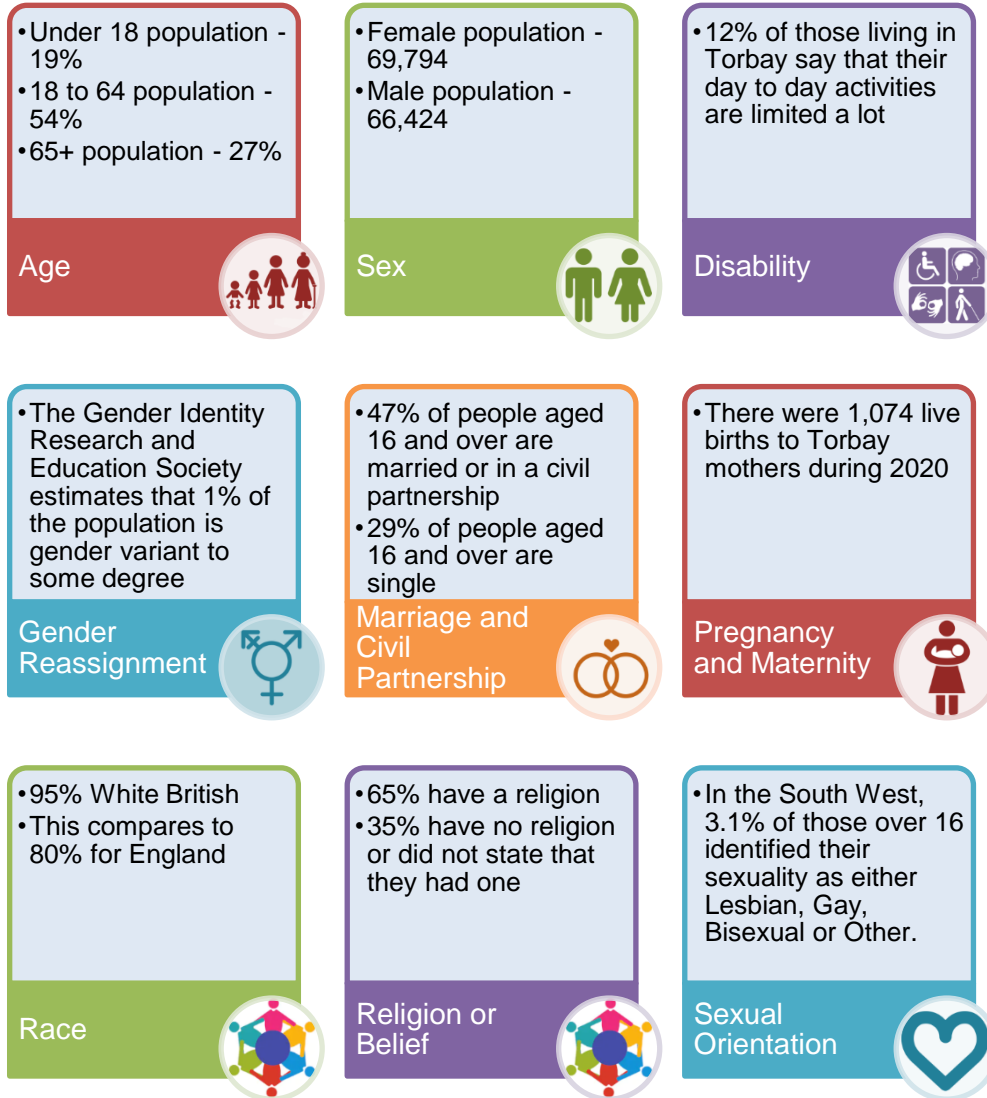 •Under 18 population -
19%
•18 to 64 population -
54%
•65+ population - 27%
Age
•Female population -
69,794
•Male population -
66,424
Sex
•12% of those living in
Torbay say that their
day to day activities
are limited a lot
Disability
•The Gender Identity
Research and
Education Society
estimates that 1% of
the population is
gender variant to
some degree
Gender
Reassignment
•47% of people aged
16 and over are
married or in a civil
partnership
•29% of people aged
16 and over are
single
Marriage and
Civil
Partnership
•There were 1,074 live
births to Torbay
mothers during 2020
Pregnancy
and Maternity
•95% White British
•This compares to
80% for England
Race
•65% have a religion
•35% have no religion
or did not state that
they had one
Religion or
Belief
•In the South West,
3.1% of those over 16
identified their
sexuality as either
Lesbian, Gay,
Bisexual or Other.
Sexual
Orientation